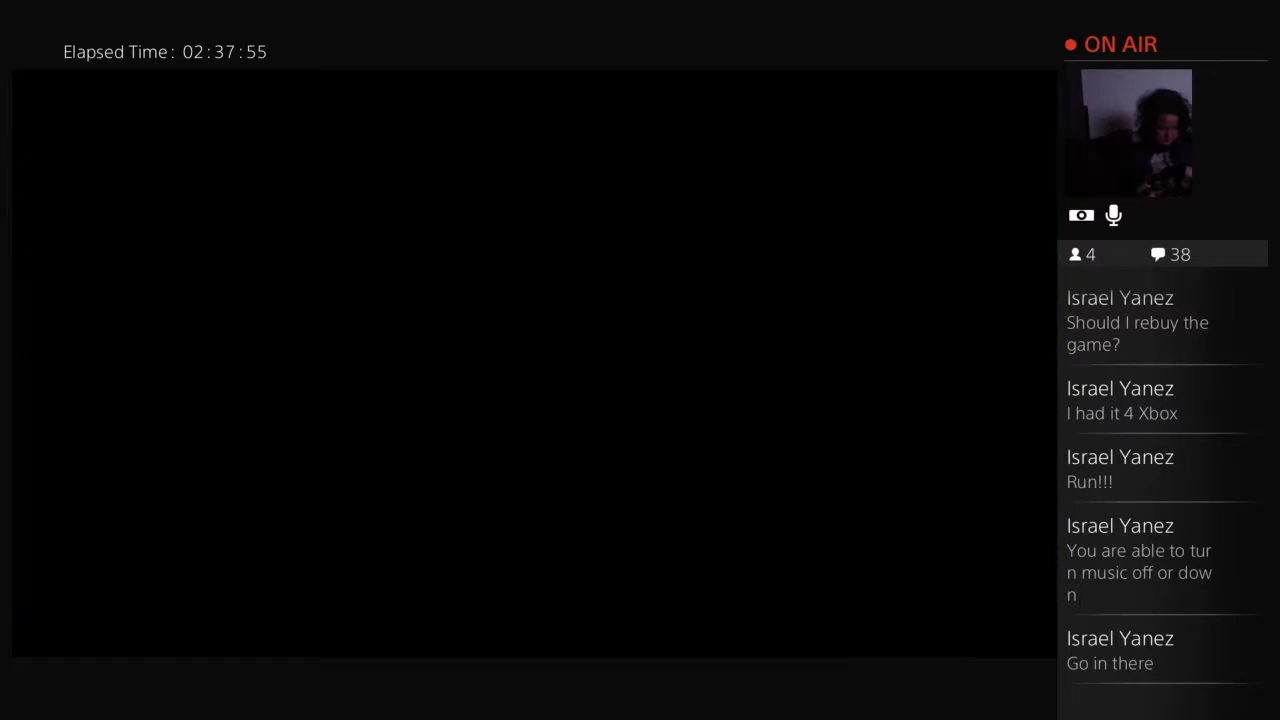 Elapsed Time: 02:37:55
ON AIR
4 38
Israel Yanez
Should I rebuy the
game?
Israel Yanez
I had it 4 Xbox
Israel Yanez
Run!!!
Israel Yanez
You are able to tur
n music off or dow
n
Israel Yanez
Go in there